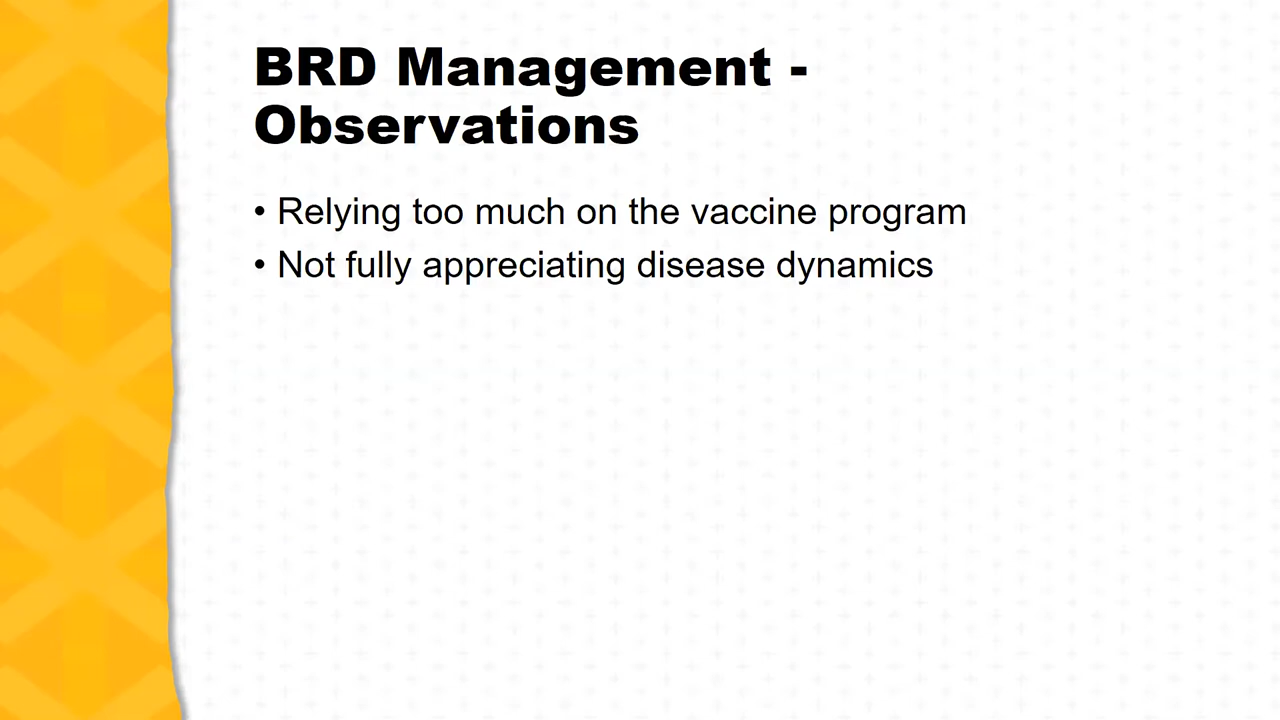 BRD Management -
Observations
• Relying too much on the vaccine program
• Not fully appreciating disease dynamics